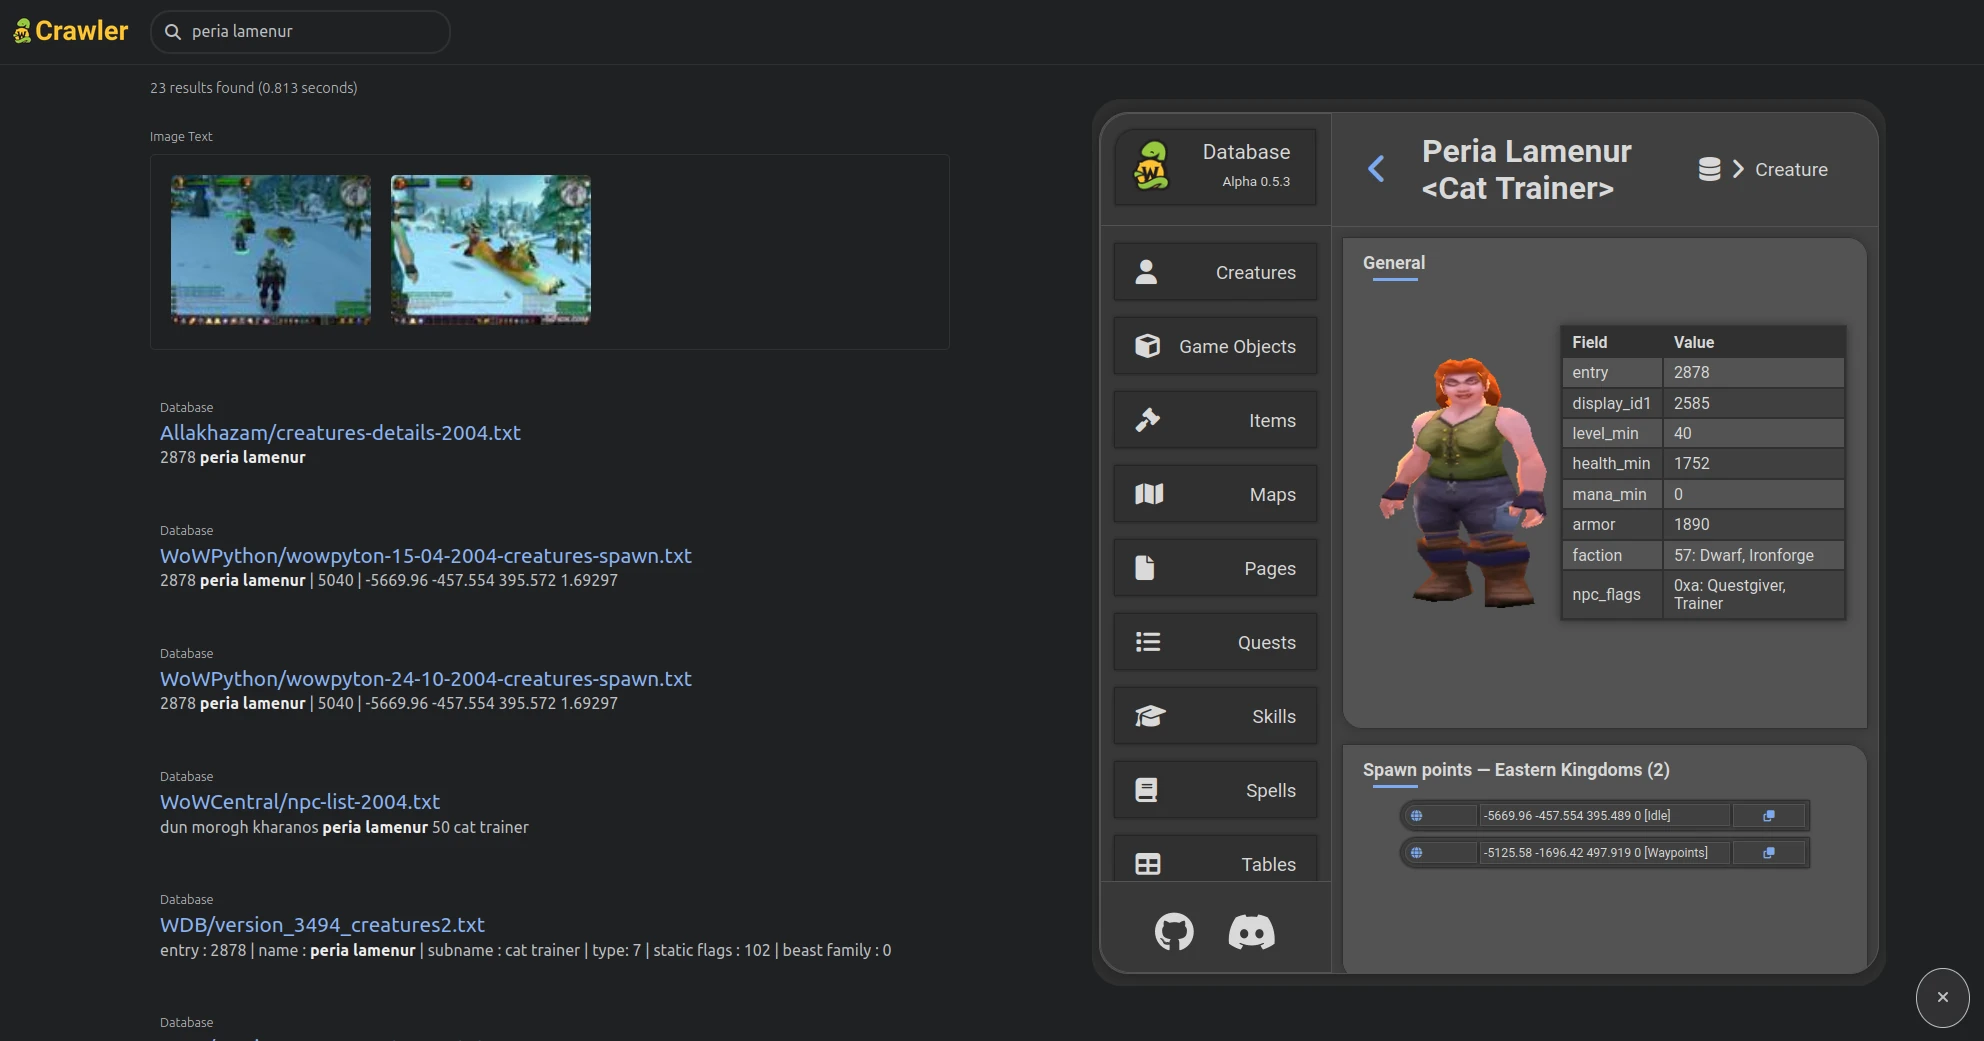 Crawler
peria lamenur
23 results found (0.813 seconds)
Image Text
Database
Allakhazam/creatures-details-2004.txt
2878 peria lamenur
Database
WoWPython/wowpyton-15-04-2004-creatures-spawn.txt
2878 peria lamenur | 5040 | -5669.96 -457.554 395.572 1.69297
Database
WoWPython/wowpyton-24-10-2004-creatures-spawn.txt
2878 peria lamenur | 5040 | -5669.96 -457.554 395.572 1.69297
Database
WoWCentral/npc-list-2004.txt
dun morogh kharanos peria lamenur 50 cat trainer
Database
WDB/version_3494_creatures2.txt
entry : 2878 | name : peria lamenur | subname : cat trainer | type: 7 | static flags : 102 | beast family : 0
Database
Database
Alpha 0.5.3
Creatures
Game Objects
Items
Maps
Pages
Quests
Skills
Spells
Tables
Peria Lamenur
<Cat Trainer>
Creature
General
Field Value
entry 2878
display_id1 2585
level_min 40
health_min 1752
mana_min 0
armor 1890
faction 57: Dwarf, Ironforge
npc_flags 0xa: Questgiver,
Trainer
Spawn points — Eastern Kingdoms (2)
-5669.96 -457.554 395.489 0 [Idle]
-5125.58 -1696.42 497.919 0 [Waypoints]